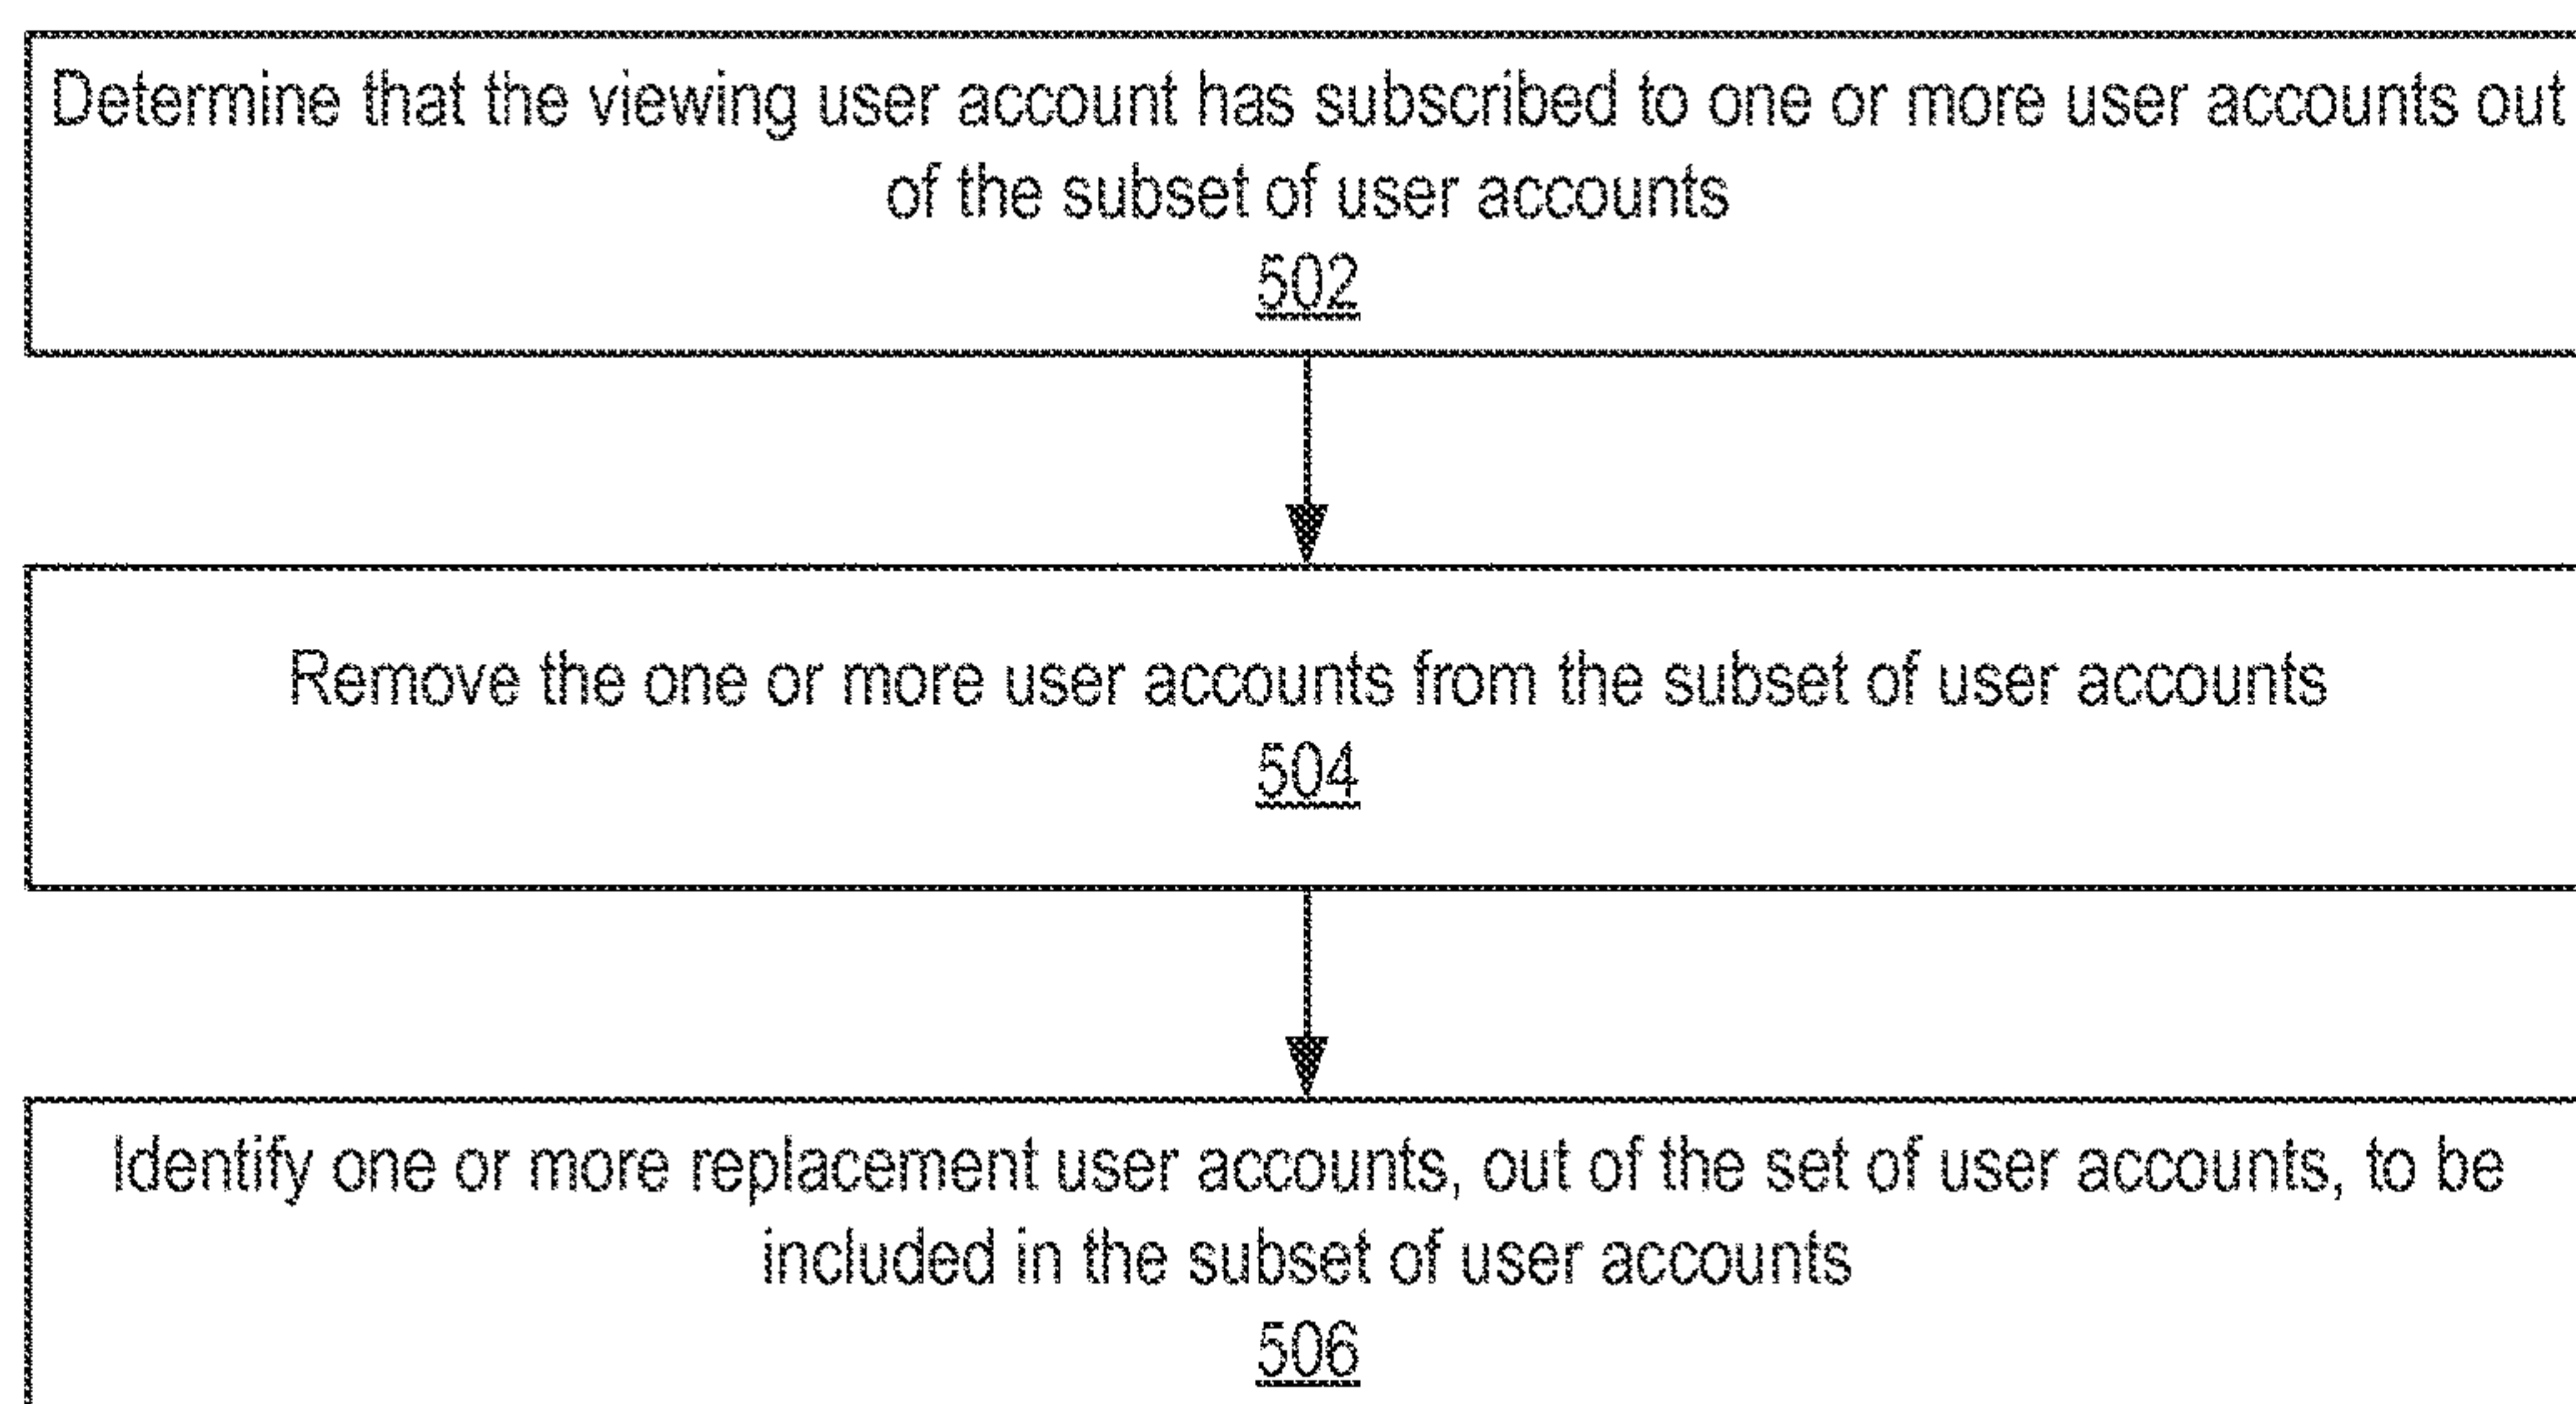 Determine that the viewing user account has subscribed to one or more user accounts out
of the subset of user accounts
502
Remove the one or more user accounts from the subset of user accounts
504
Identify one or more replacement user accounts, out of the set of user accounts, to be
included in the subset of user accounts
506